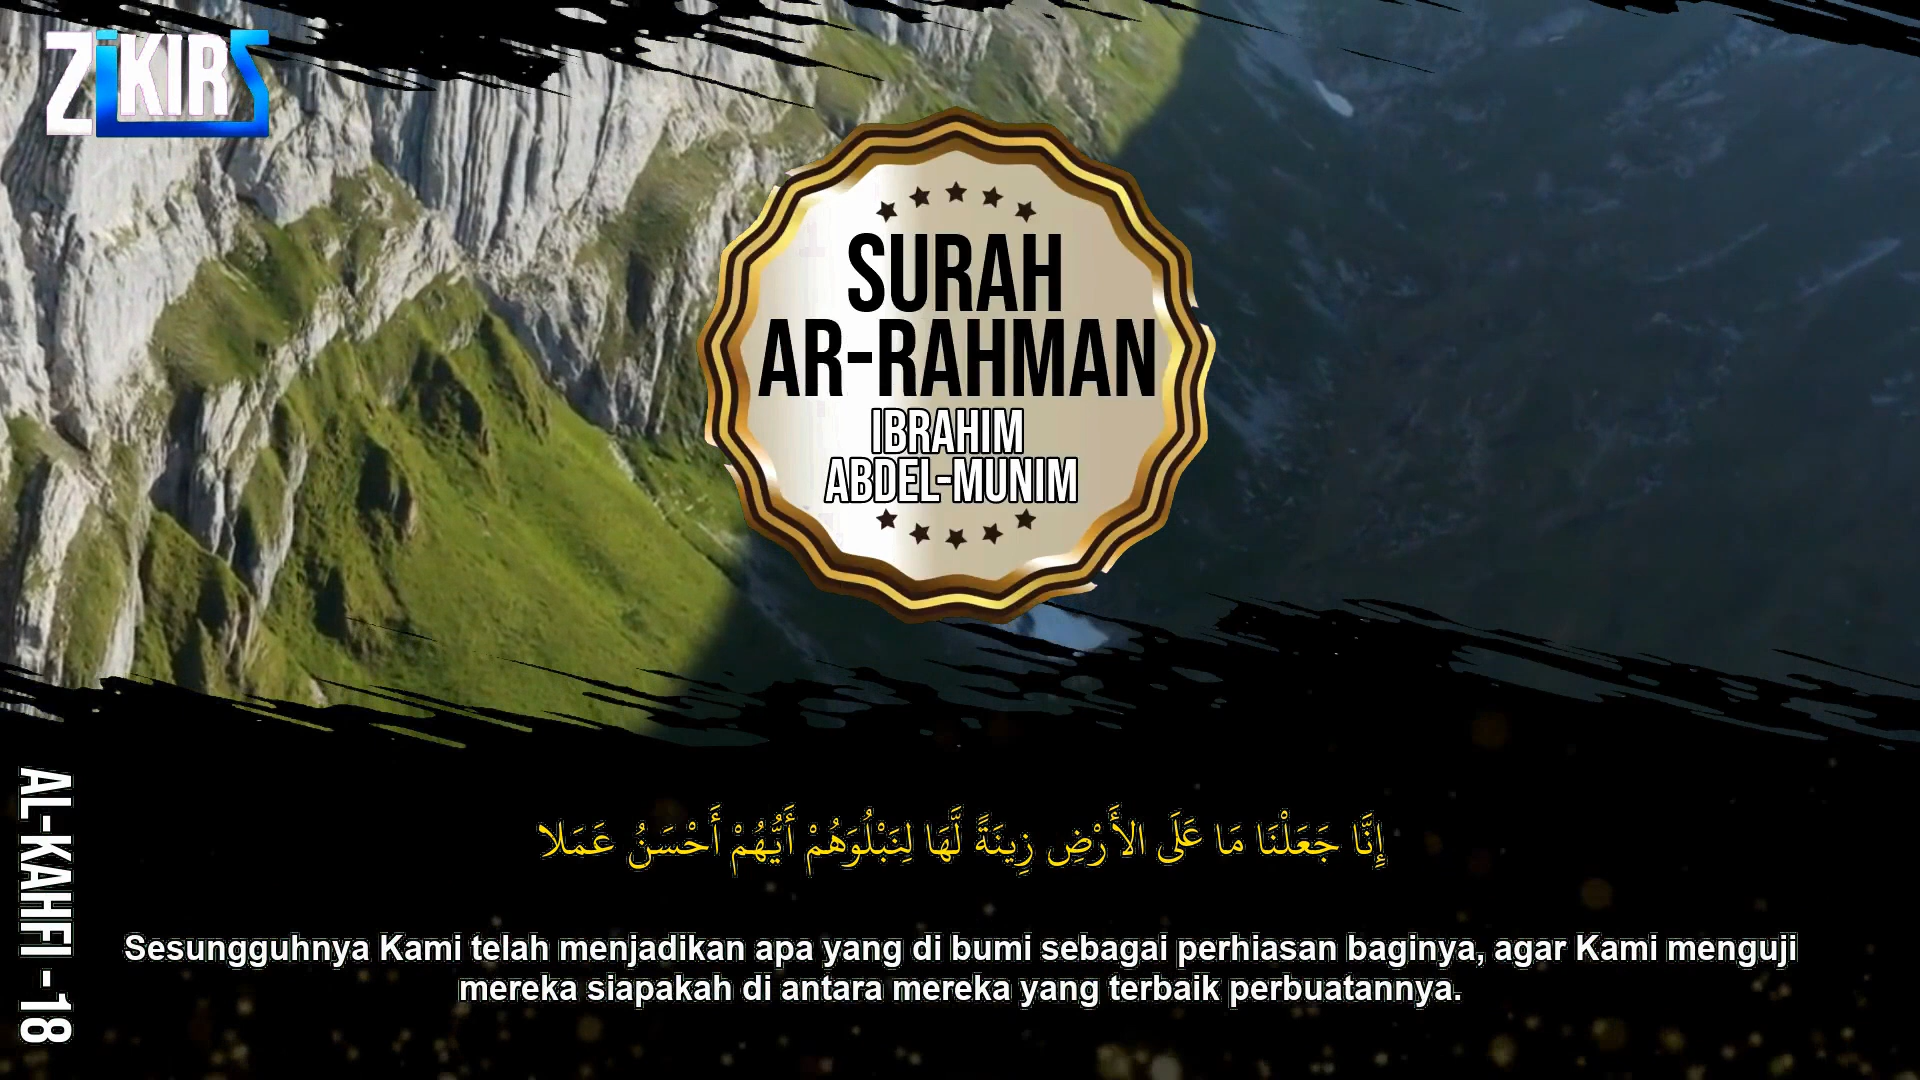 ZiKIRS
SURAH
AR-RAHMAN
IBRAHIM
ABDEL-MUNIM
إِنَّا جَعَلْنَا مَا عَلَى الأَرْضِ زِينَةً لَّهَا لِنَبْلُوَهُمْ أَيُّهُمْ أَحْسَنُ عَمَلا
Sesungguhnya Kami telah menjadikan apa yang di bumi sebagai perhiasan baginya, agar Kami menguji
mereka siapakah di antara mereka yang terbaik perbuatannya.
AL-KAHFI -18